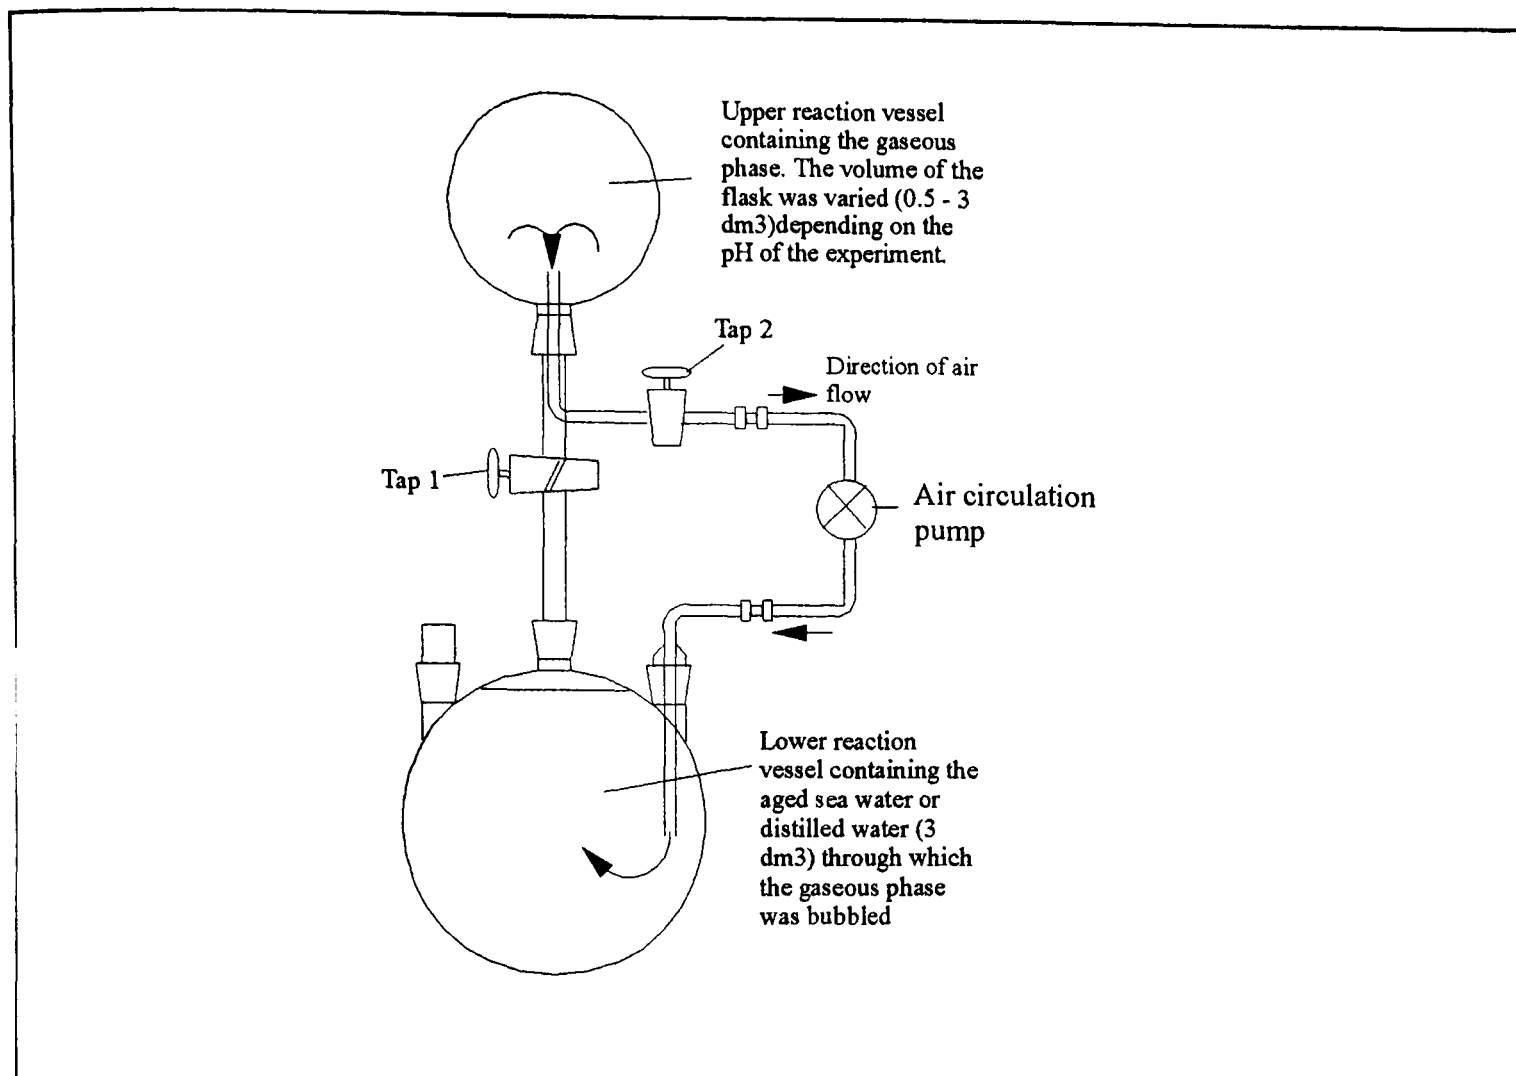 Upper reaction vessel
containing the gaseous
phase. The volume of the
flask was varied (0.5 - 3
dm3)depending on the
pH of the experiment.
Tap 2
Direction of air
flow
Tap 1
Air circulation
pump
Lower reaction
vessel containing the
aged sea water or
distilled water (3
dm3) through which
the gaseous phase
was bubbled